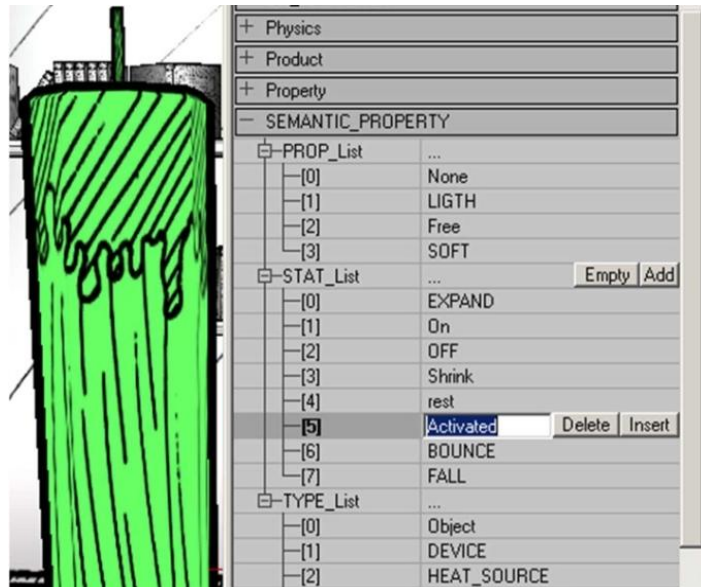 + Physics
+ Product
+ Property
− SEMANTIC_PROPERTY
PROP_List ...
[0] None
[1] LIGTH
[2] Free
[3] SOFT
STAT_List ... Empty Add
[0] EXPAND
[1] On
[2] OFF
[3] Shrink
[4] rest
[5] Activated Delete Insert
[6] BOUNCE
[7] FALL
TYPE_List ...
[0] Object
[1] DEVICE
[2] HEAT_SOURCE